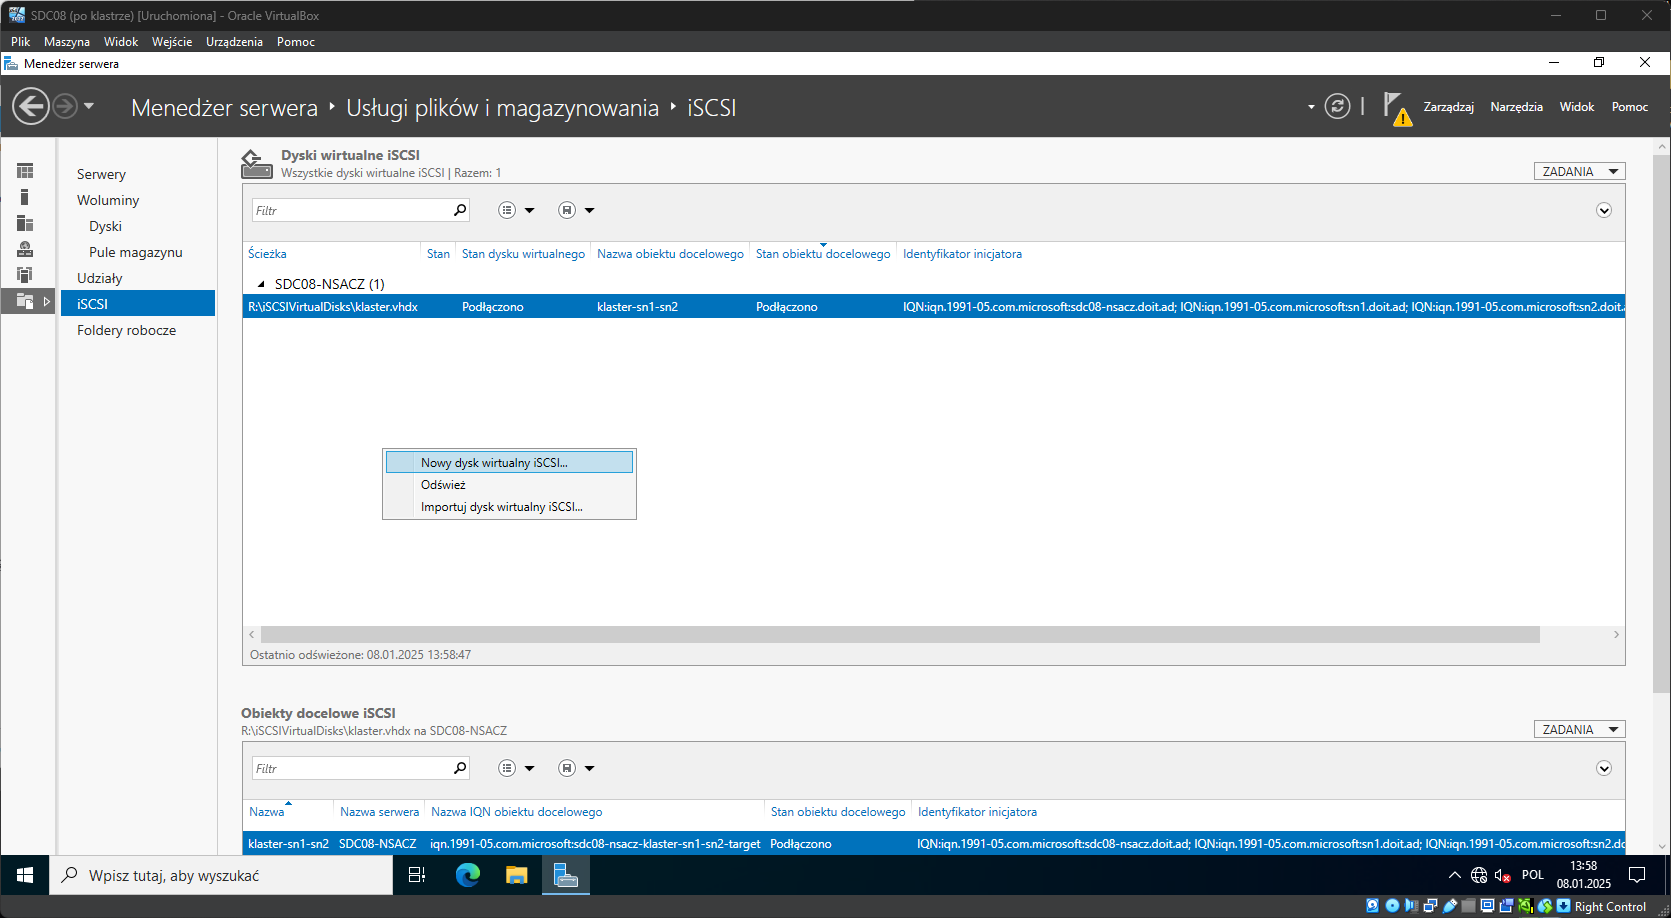 SDC08 (po klastrze) [Uruchomiona] - Oracle VirtualBox
Plik Maszyna Widok Wejście Urządzenia Pomoc
Menedżer serwera
Menedżer serwera Usługi plików i magazynowania iSCSI
Zarządzaj Narzędzia Widok Pomoc
Serwery
Woluminy
Dyski
Pule magazynu
Udziały
iSCSI
Foldery robocze
Dyski wirtualne iSCSI
Wszystkie dyski wirtualne iSCSI | Razem: 1
ZADANIA
Filtr
Ścieżka Stan Stan dysku wirtualnego Nazwa obiektu docelowego Stan obiektu docelowego Identyfikator inicjatora
SDC08-NSACZ (1)
R:\iSCSIVirtualDisks\klaster.vhdx Podłączono klaster-sn1-sn2 Podłączono IQN:iqn.1991-05.com.microsoft:sdc08-nsacz.doit.ad; IQN:iqn.1991-05.com.microsoft:sn1.doit.ad; IQN:iqn.1991-05.com.microsoft:sn2.doit.a
Nowy dysk wirtualny iSCSI...
Odśwież
Importuj dysk wirtualny iSCSI...
Ostatnio odświeżone: 08.01.2025 13:58:47
Obiekty docelowe iSCSI
R:\iSCSIVirtualDisks\klaster.vhdx na SDC08-NSACZ
ZADANIA
Filtr
Nazwa Nazwa serwera Nazwa IQN obiektu docelowego Stan obiektu docelowego Identyfikator inicjatora
klaster-sn1-sn2 SDC08-NSACZ iqn.1991-05.com.microsoft:sdc08-nsacz-klaster-sn1-sn2-target Podłączono IQN:iqn.1991-05.com.microsoft:sdc08-nsacz.doit.ad; IQN:iqn.1991-05.com.microsoft:sn1.doit.ad; IQN:iqn.1991-05.com.microsoft:sn2.dc
Wpisz tutaj, aby wyszukać
POL
13:58
08.01.2025
Right Control